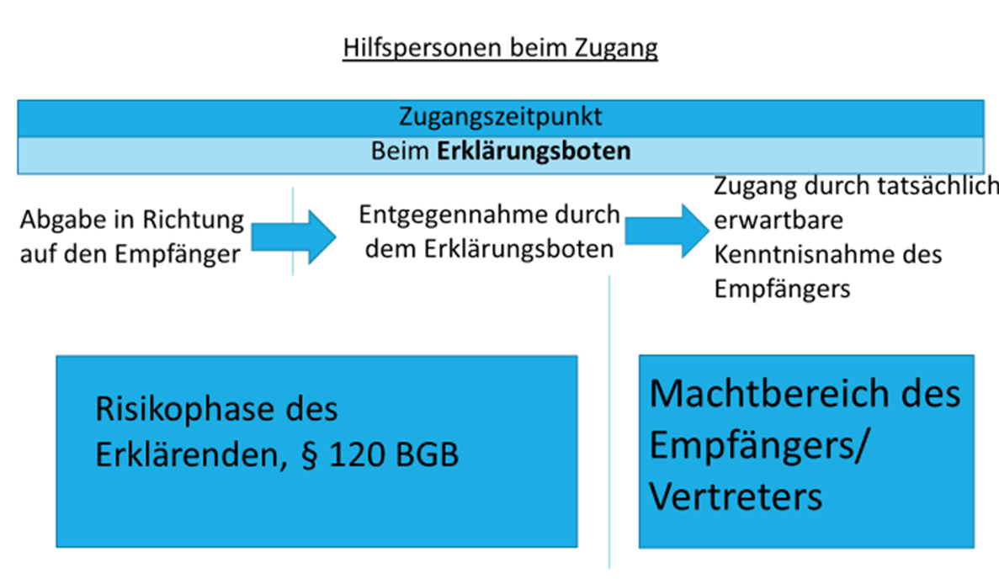 Hilfspersonen beim Zugang
Zugangszeitpunkt
Beim Erklärungsboten
Abgabe in Richtung
auf den Empfänger
Entgegennahme durch
dem Erklärungsboten
Zugang durch tatsächlich
erwartbare
Kenntnisnahme des
Empfängers
Risikophase des
Erklärenden, § 120 BGB
Machtbereich des
Empfängers/
Vertreters